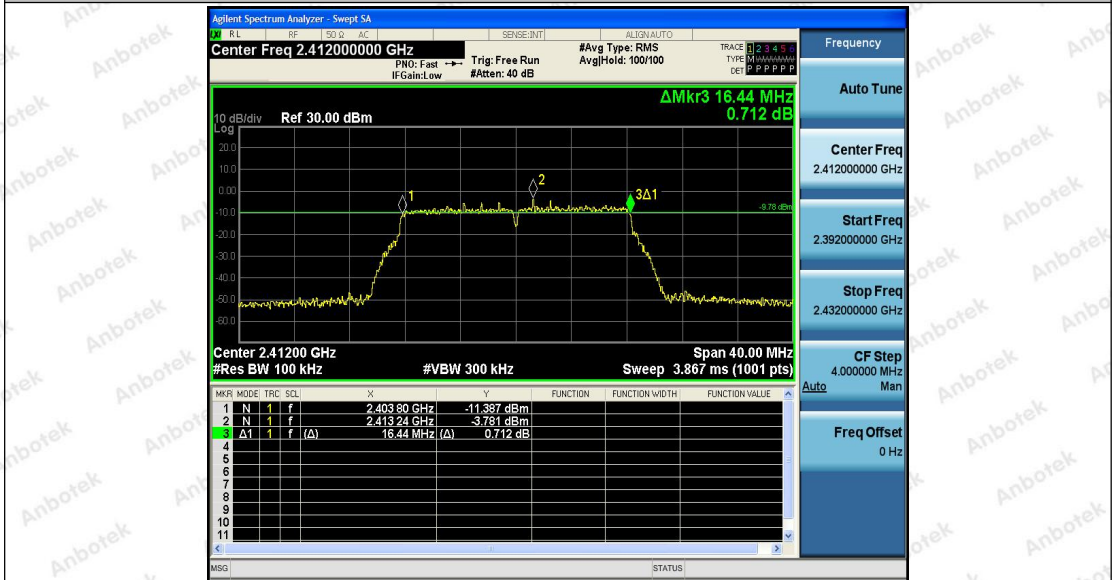 Agilent Spectrum Analyzer - Swept SA
LXI RL RF 50 Ω AC SENSE:INT ALIGNAUTO
Center Freq 2.412000000 GHz
PNO: Fast
IFGain:Low
Trig: Free Run
#Atten: 40 dB
#Avg Type: RMS
Avg|Hold: 100/100
TRACE 1 2 3 4 5 6
TYPE M
DET P P P P P P
ΔMkr3 16.44 MHz
0.712 dB
10 dB/div Ref 30.00 dBm
Log
20.0
10.0
0.00
-10.0
-20.0
-30.0
-40.0
-50.0
-60.0
1
2
3Δ1
-9.78 dBm
Center 2.41200 GHz Span 40.00 MHz
#Res BW 100 kHz #VBW 300 kHz Sweep 3.867 ms (1001 pts)
MKR MODE TRC SCL X Y FUNCTION FUNCTION WIDTH FUNCTION VALUE
1 N 1 f 2.403 80 GHz -11.387 dBm
2 N 1 f 2.413 24 GHz -3.781 dBm
3 Δ1 1 f (Δ) 16.44 MHz (Δ) 0.712 dB
4
5
6
7
8
9
10
11
MSG STATUS
Frequency
Auto Tune
Center Freq
2.412000000 GHz
Start Freq
2.392000000 GHz
Stop Freq
2.432000000 GHz
CF Step
4.000000 MHz
Auto Man
Freq Offset
0 Hz
Anbotek